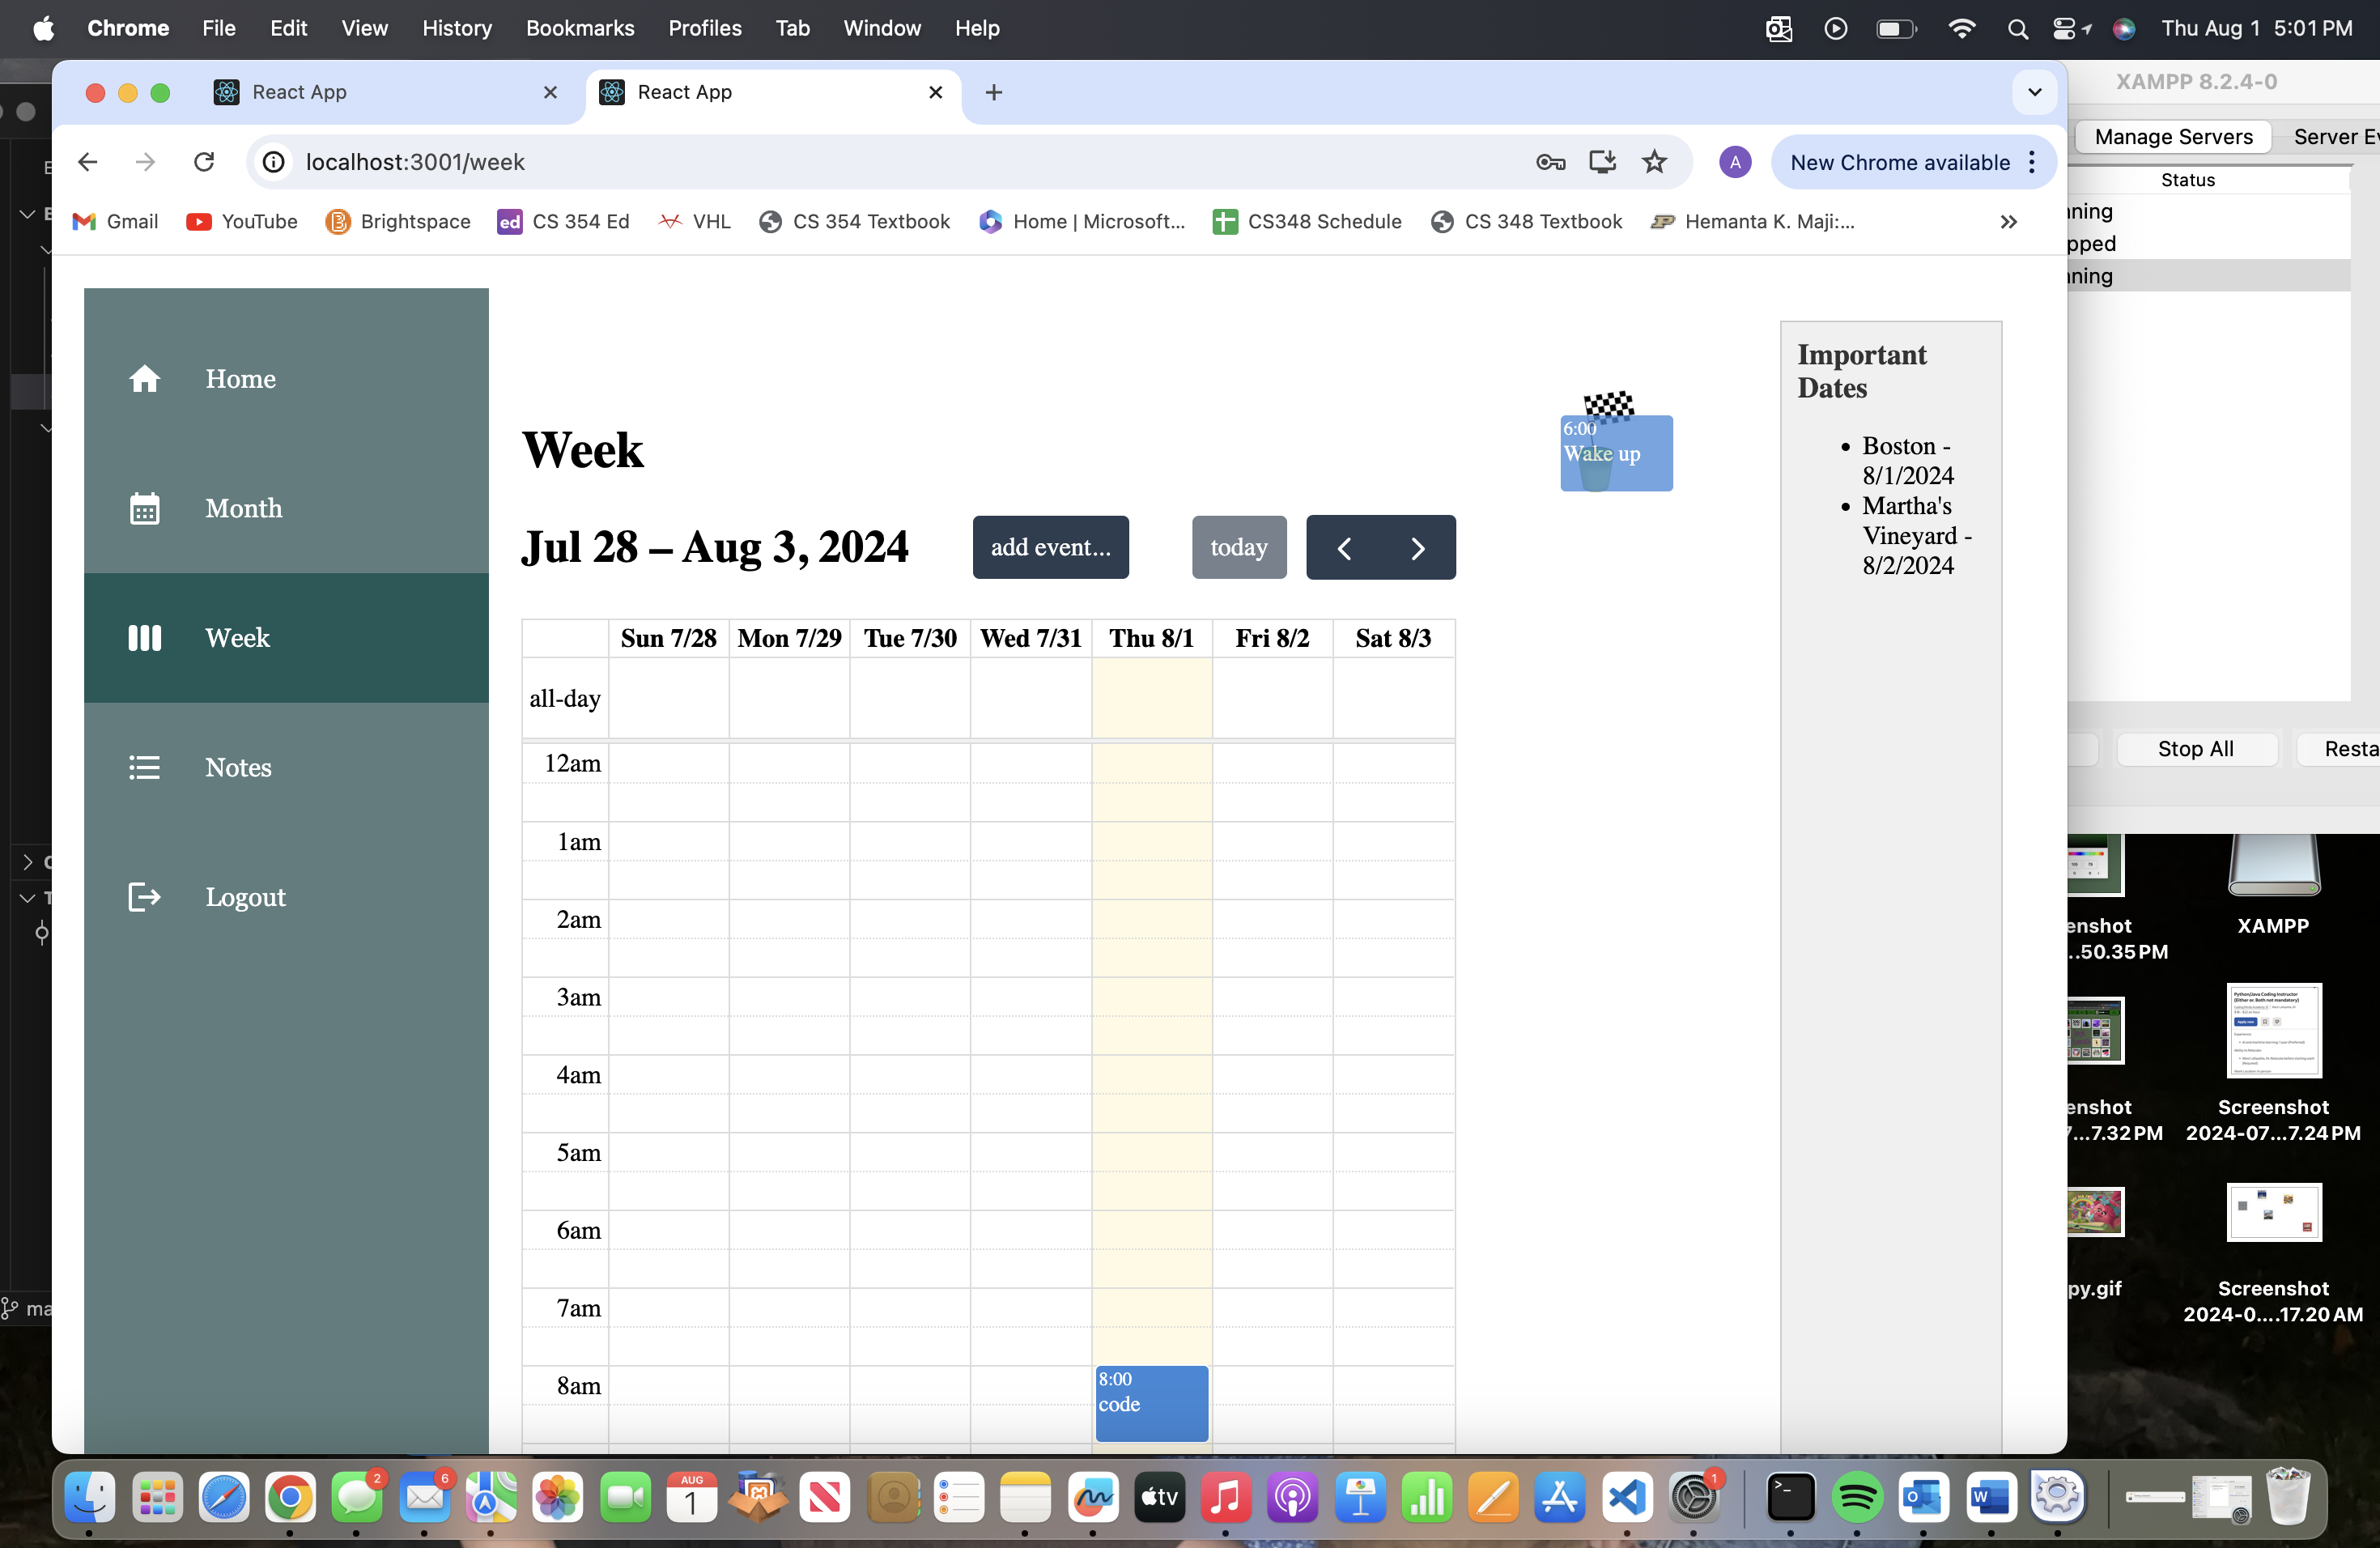 Chrome File Edit View History Bookmarks Profiles Tab Window Help Thu Aug 1 5:01 PM
React App React App
XAMPP 8.2.4-0
localhost:3001/week A New Chrome available
Manage Servers Server
Gmail YouTube Brightspace ed CS 354 Ed VHL CS 354 Textbook Home | Microsoft... CS348 Schedule CS 348 Textbook Hemanta K. Maji:... »
Status
Home
Month
Week
Notes
Logout
Week
Jul 28 – Aug 3, 2024 add event... today
6:00
Wake up
Sun 7/28 Mon 7/29 Tue 7/30 Wed 7/31 Thu 8/1 Fri 8/2 Sat 8/3
all-day
12am
1am
2am
3am
4am
5am
6am
7am
8am
8:00
code
Important
Dates
• Boston -
8/1/2024
• Martha's
Vineyard -
8/2/2024
nning
pped
nning
Stop All Resta
enshot
...50.35 PM
XAMPP
enshot
7...7.32 PM
Screenshot
2024-07...7.24 PM
py.gif
Screenshot
2024-0....17.20 AM
ma
2
6
AUG
1
tv
1